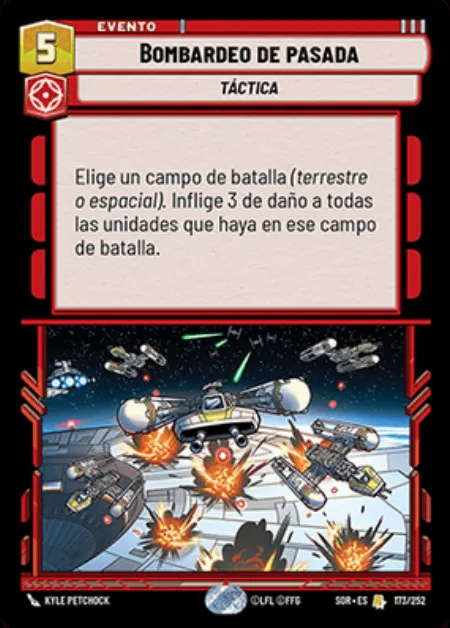 EVENTO
5
BOMBARDEO DE PASADA
TÁCTICA
Elige un campo de batalla (terrestre
o espacial). Inflige 3 de daño a todas
las unidades que haya en ese campo
de batalla.
KYLE PETCHOCK
©LFL ©FFG
SOR • ES
173/252